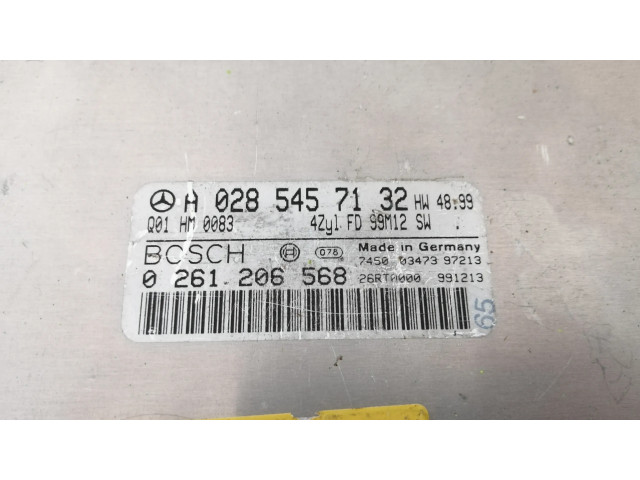 A 028 545 71 32 HW 48.99
Q01 HM 0083 4Zyl FD 99M12 SW
BOSCH 078 Made in Germany
7450 03473 97213
0 261 206 568 26RTA000 991213
65